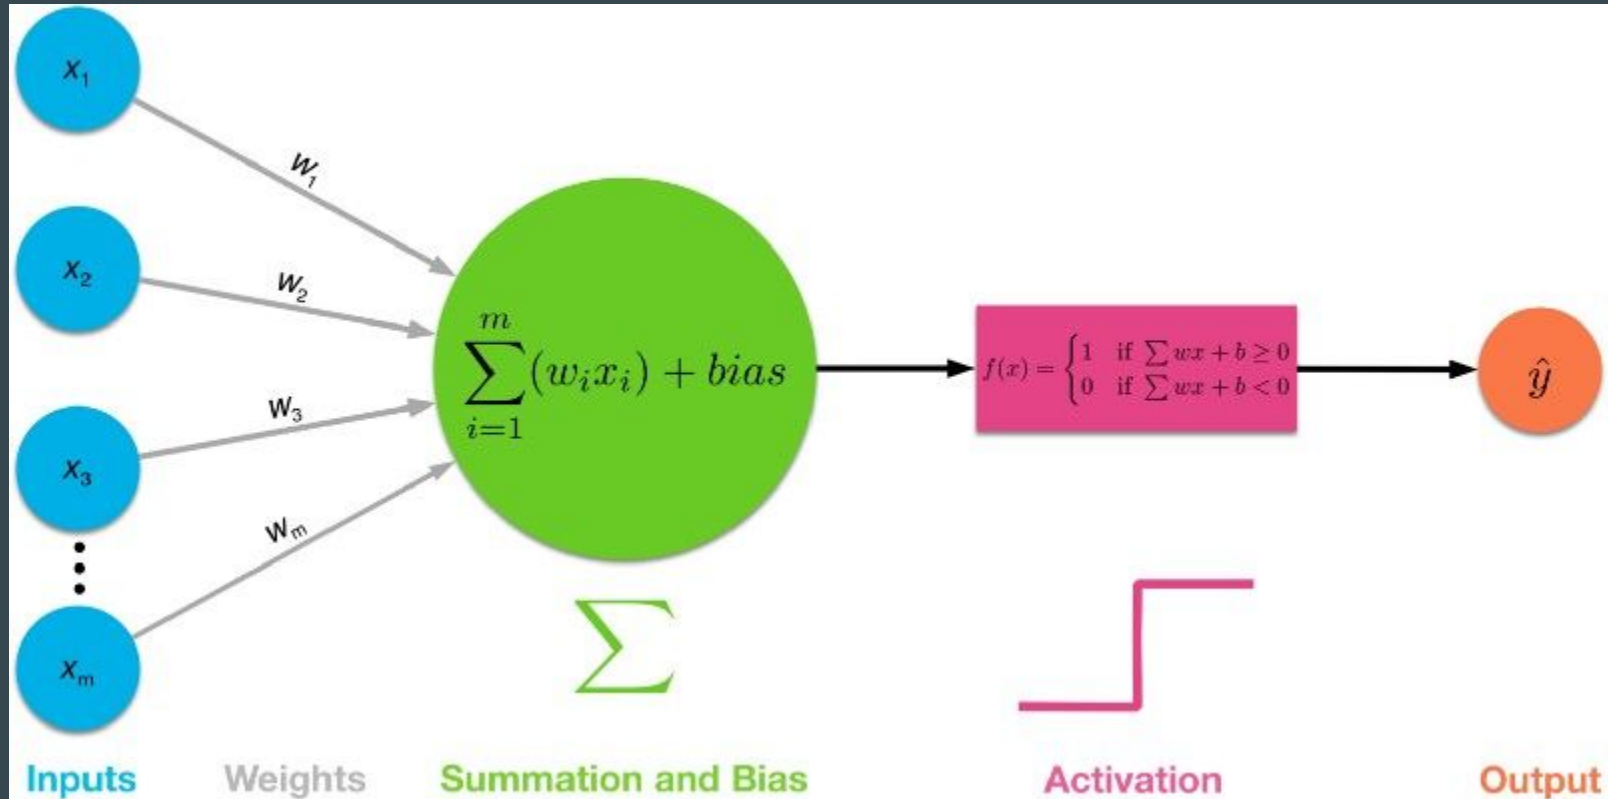 x₁
w₁
x₂
w₂
x₃
w₃
xₘ
wₘ
m
∑(wᵢxᵢ) + bias
i=1
f(x) = {1 if ∑ wx + b ≥ 0
0 if ∑ wx + b < 0
ŷ
∑
Inputs Weights Summation and Bias Activation Output